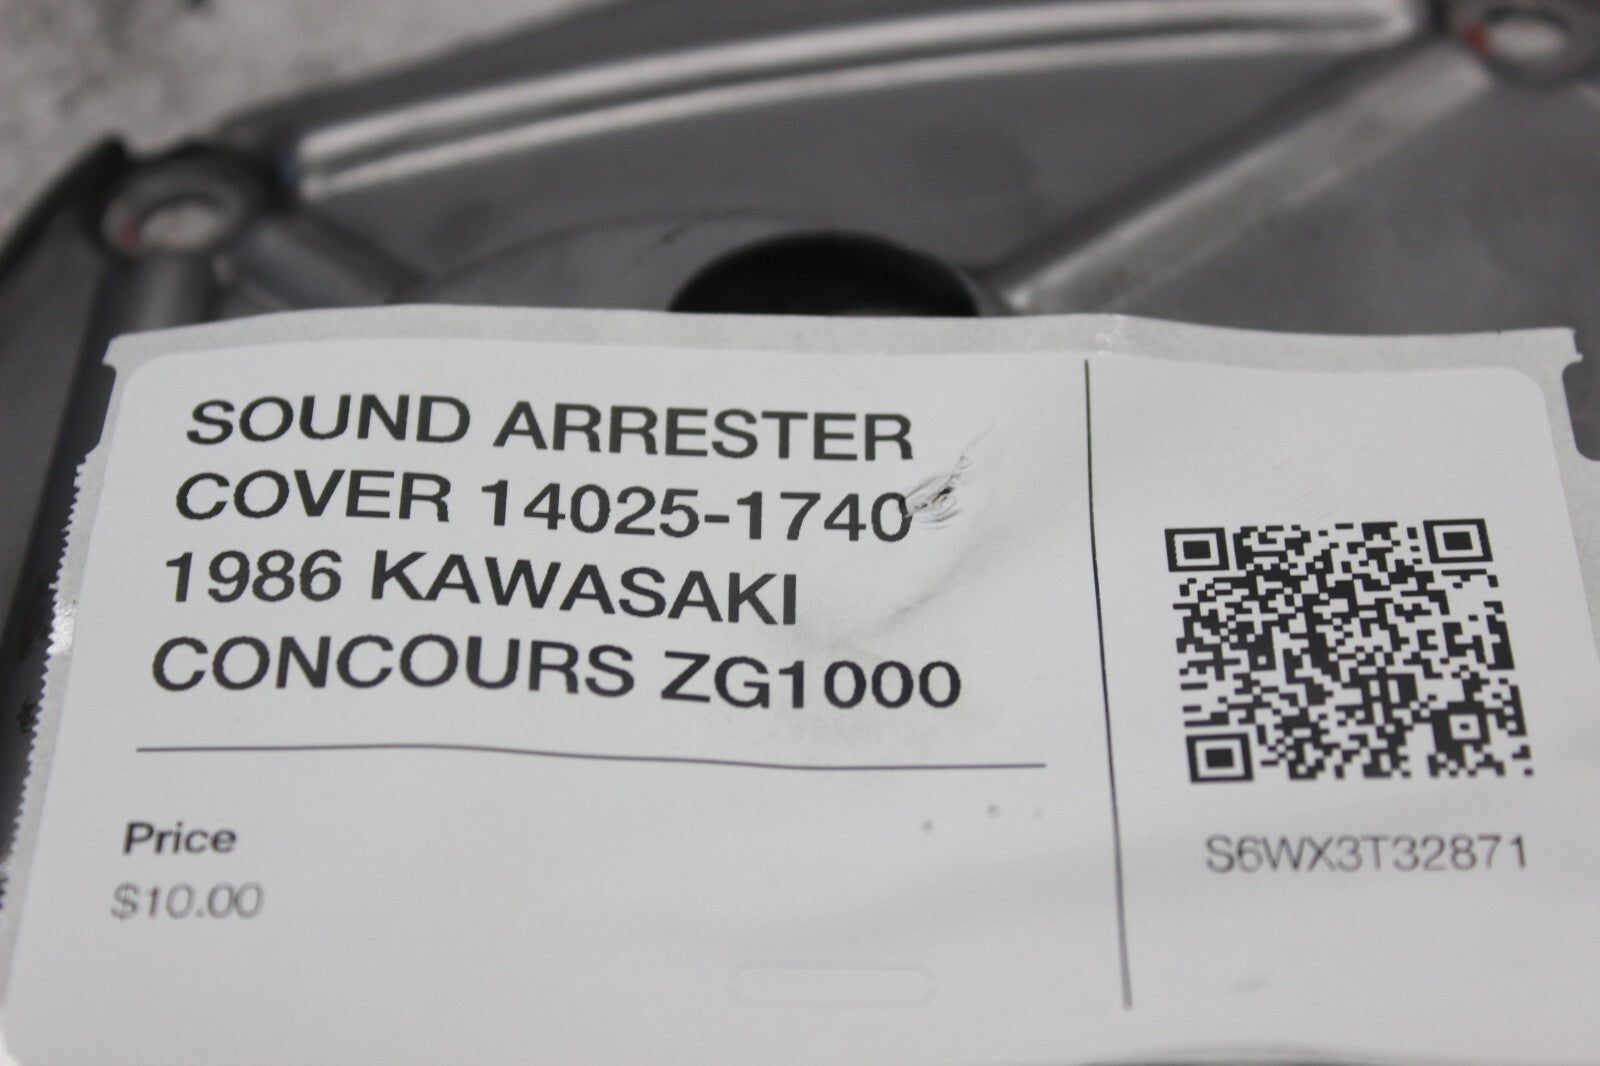 SOUND ARRESTER
COVER 14025-1740
1986 KAWASAKI
CONCOURS ZG1000
Price
$10.00
S6WX3T32871